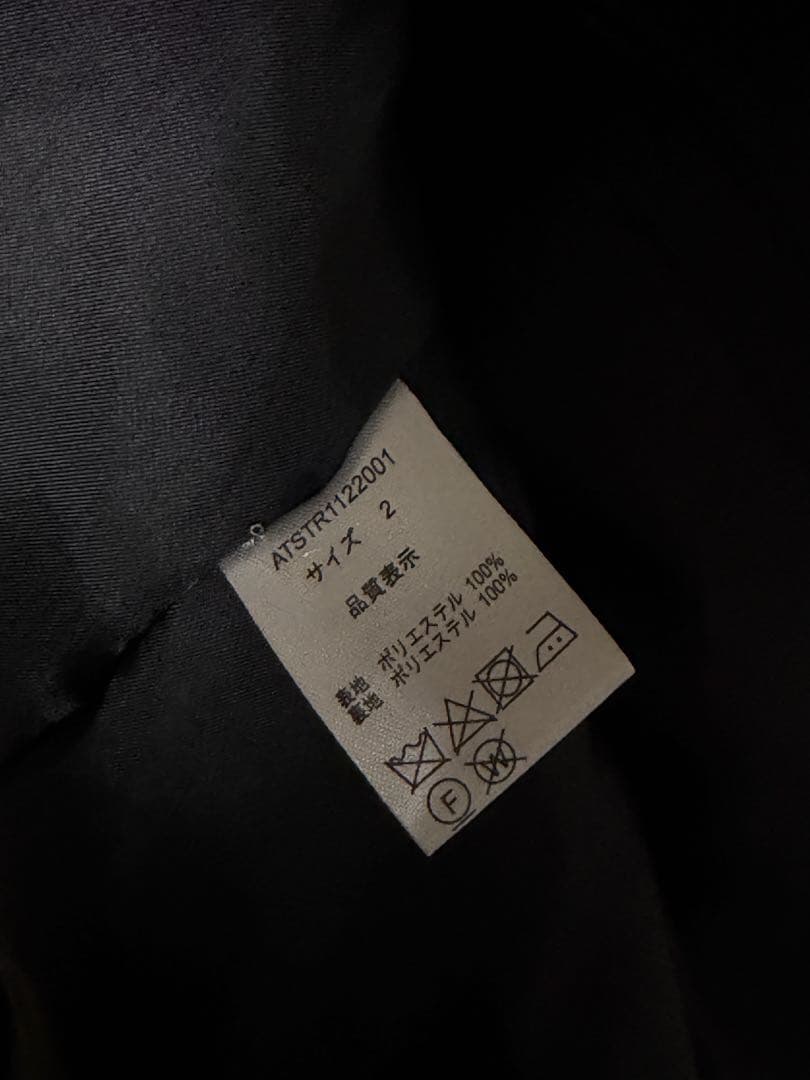 ATSTR1122001
サイズ 2
品質表示
表地 ポリエステル 100%
裏地 ポリエステル 100%
F
W